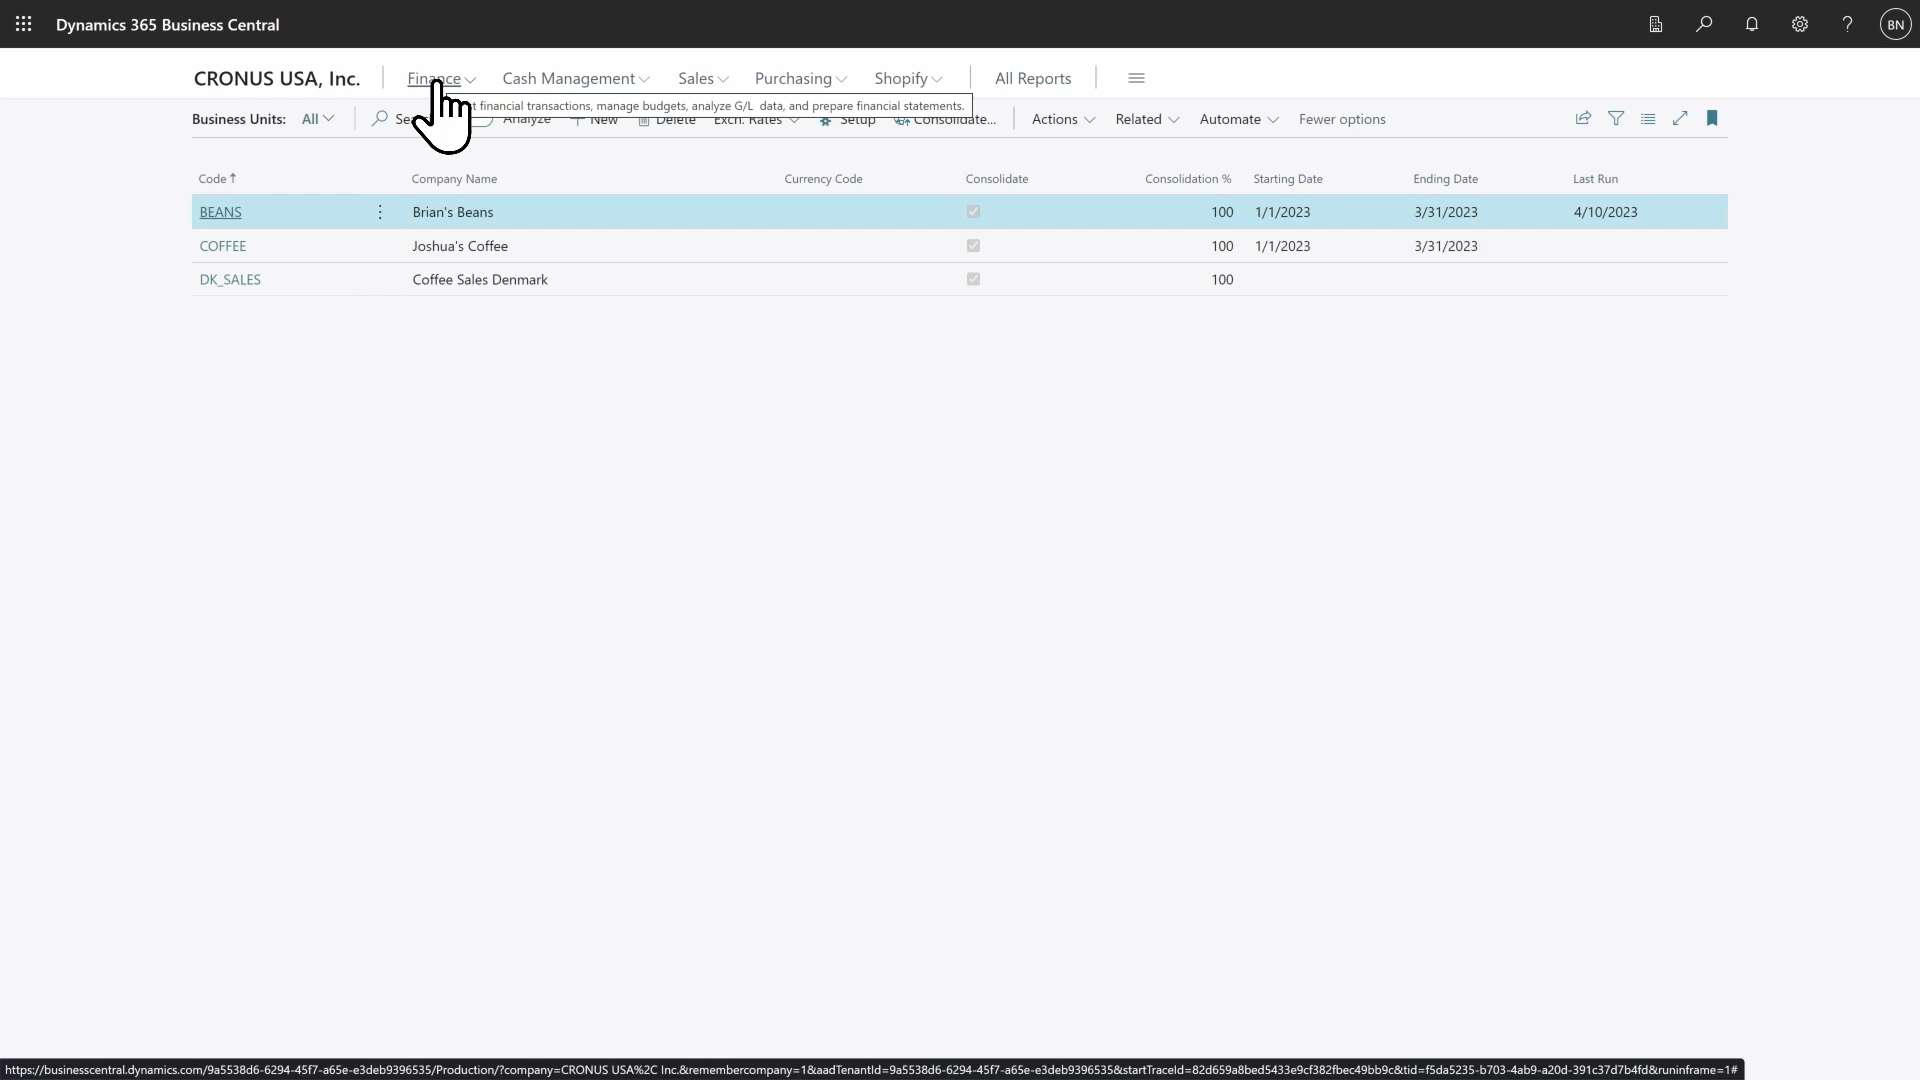 Dynamics 365 Business Central
BN
CRONUS USA, Inc. Finance Cash Management Sales Purchasing Shopify All Reports
financial transactions, manage budgets, analyze G/L data, and prepare financial statements.
Business Units: All Analyze New Delete Exch. Rates Setup Consolidate... Actions Related Automate Fewer options
Code ↑ Company Name Currency Code Consolidate Consolidation % Starting Date Ending Date Last Run
BEANS Brian's Beans 100 1/1/2023 3/31/2023 4/10/2023
COFFEE Joshua's Coffee 100 1/1/2023 3/31/2023
DK_SALES Coffee Sales Denmark 100
https://businesscentral.dynamics.com/9a5538d6-6294-45f7-a65e-e3deb9396535/Production/?company=CRONUS USA%2C Inc.&remembercompany=1&aadTenantId=9a5538d6-6294-45f7-a65e-e3deb9396535&startTraceId=82d659a8bed5433e9cf382fbec49bb9c&tid=f5da5235-b703-4ab9-a20d-391c37d7b4fd&runinframe=1#